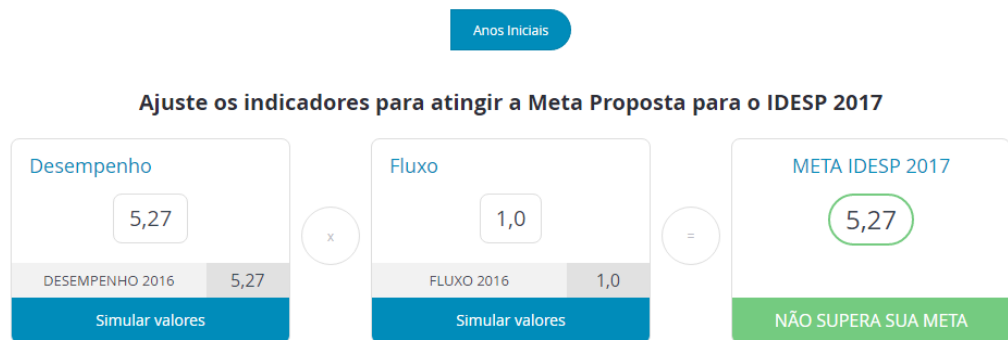 Anos Iniciais
Ajuste os indicadores para atingir a Meta Proposta para o IDESP 2017
Desempenho
5,27
DESEMPENHO 2016 5,27
Simular valores
x
Fluxo
1,0
FLUXO 2016 1,0
Simular valores
=
META IDESP 2017
5,27
NÃO SUPERA SUA META